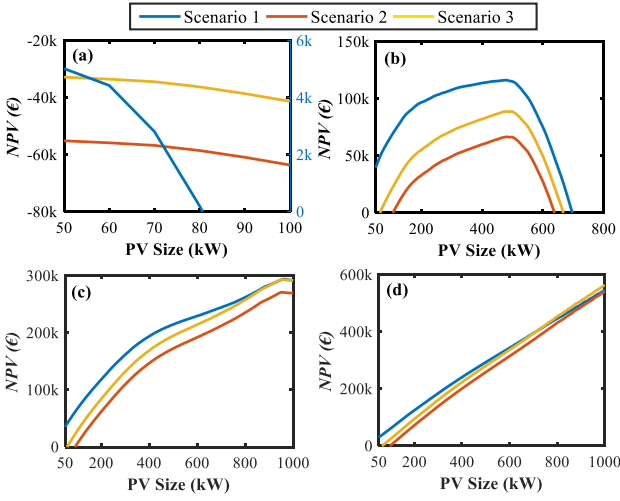 Scenario 1 Scenario 2 Scenario 3
(a)
-20k
-40k
-60k
-80k
NPV (€)
6k
4k
2k
0
50 60 70 80 90 100
PV Size (kW)
(b)
150k
100k
50k
0
NPV (€)
50 200 400 600 800
PV Size (kW)
(c)
300k
200k
100k
0
NPV (€)
50 200 400 600 800 1000
PV Size (kW)
(d)
600k
400k
200k
0
NPV (€)
50 200 400 600 800 1000
PV Size (kW)